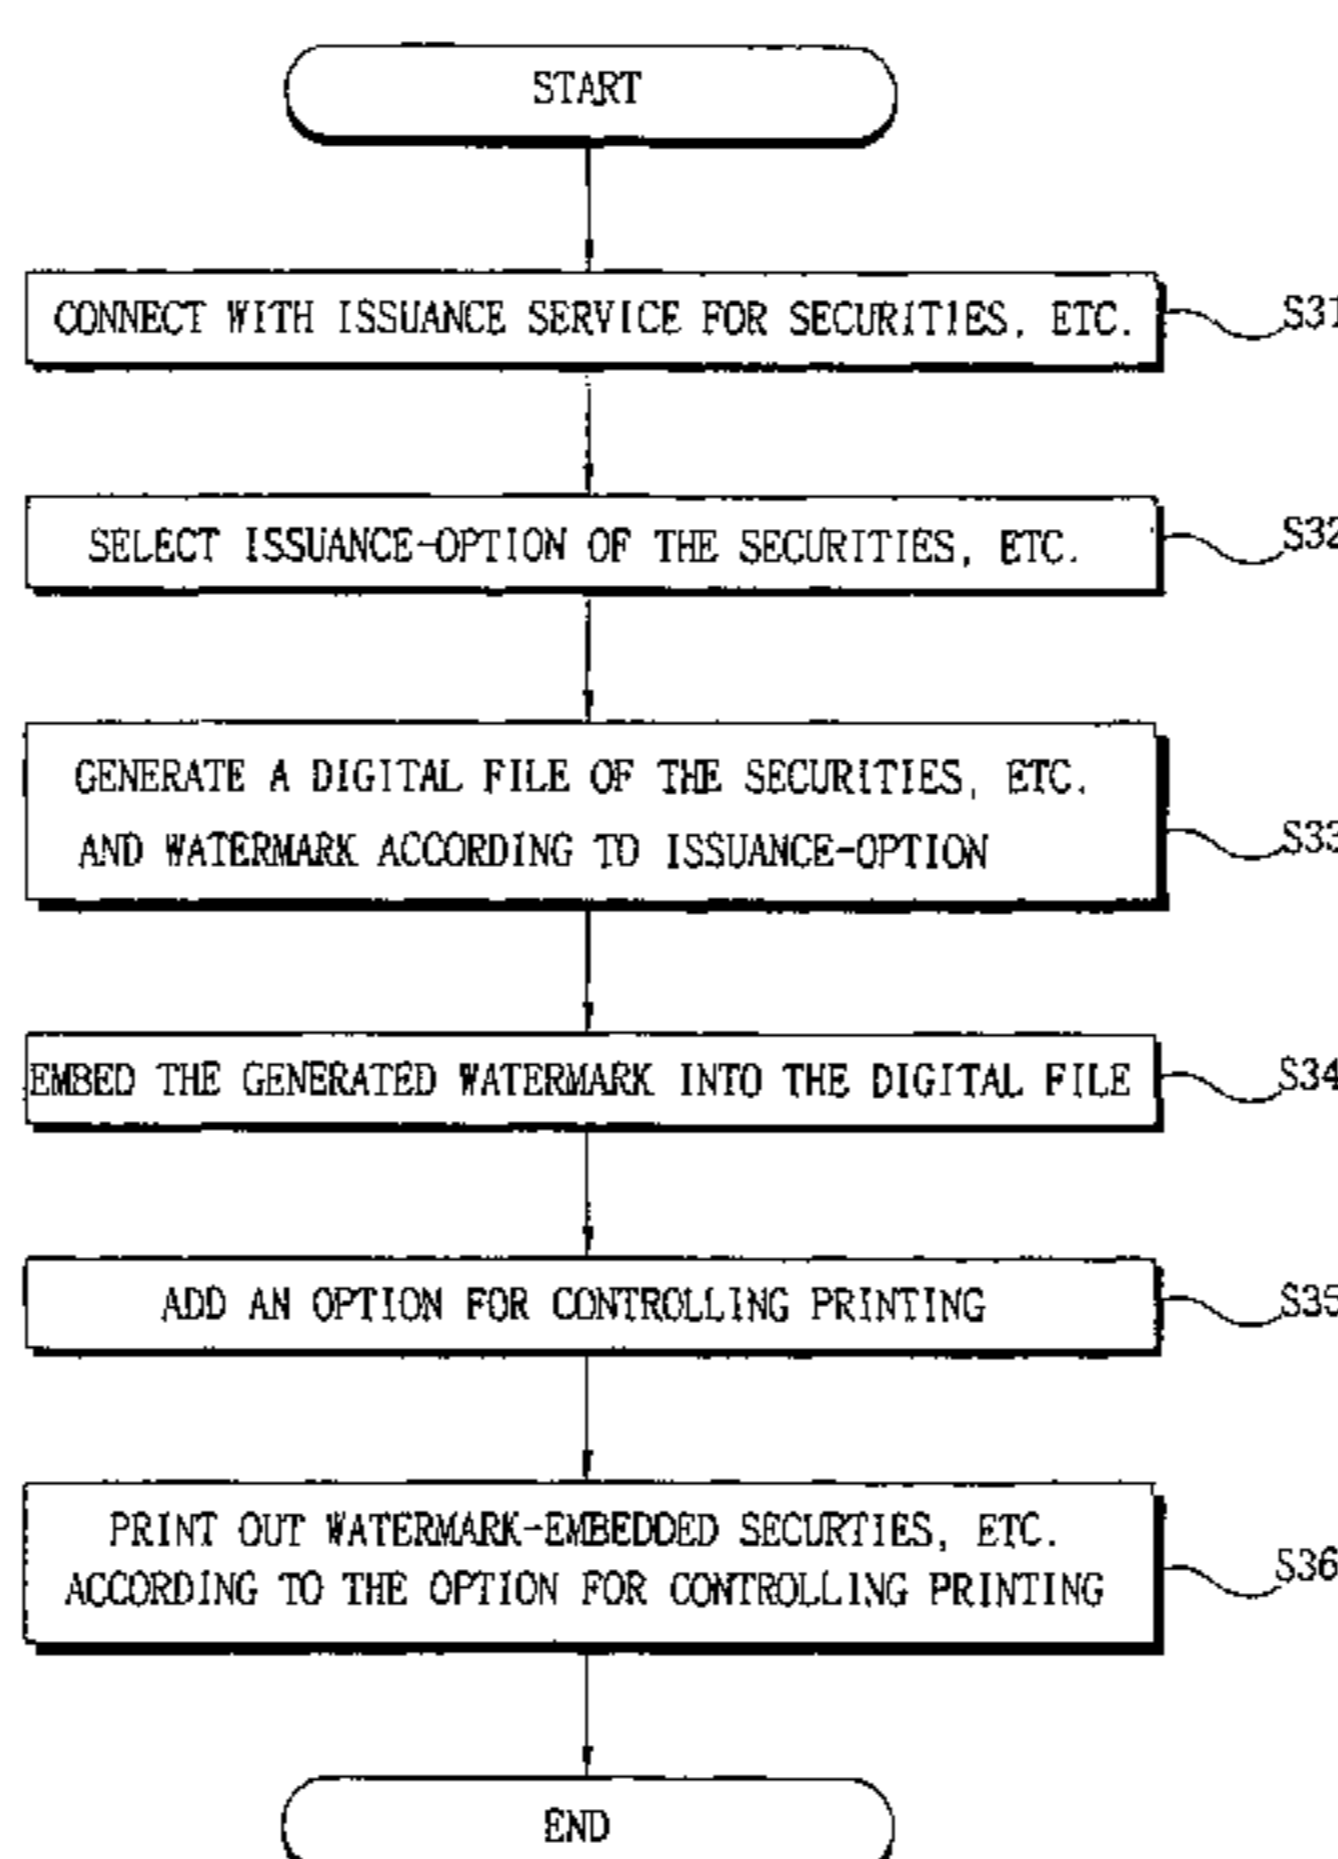 START
CONNECT WITH ISSUANCE SERVICE FOR SECURITIES, ETC.
S31
SELECT ISSUANCE-OPTION OF THE SECURITIES, ETC.
S32
GENERATE A DIGITAL FILE OF THE SECURITIES, ETC.
AND WATERMARK ACCORDING TO ISSUANCE-OPTION
S33
EMBED THE GENERATED WATERMARK INTO THE DIGITAL FILE
S34
ADD AN OPTION FOR CONTROLLING PRINTING
S35
PRINT OUT WATERMARK-EMBEDDED SECURTIES, ETC.
ACCORDING TO THE OPTION FOR CONTROLLING PRINTING
S36
END